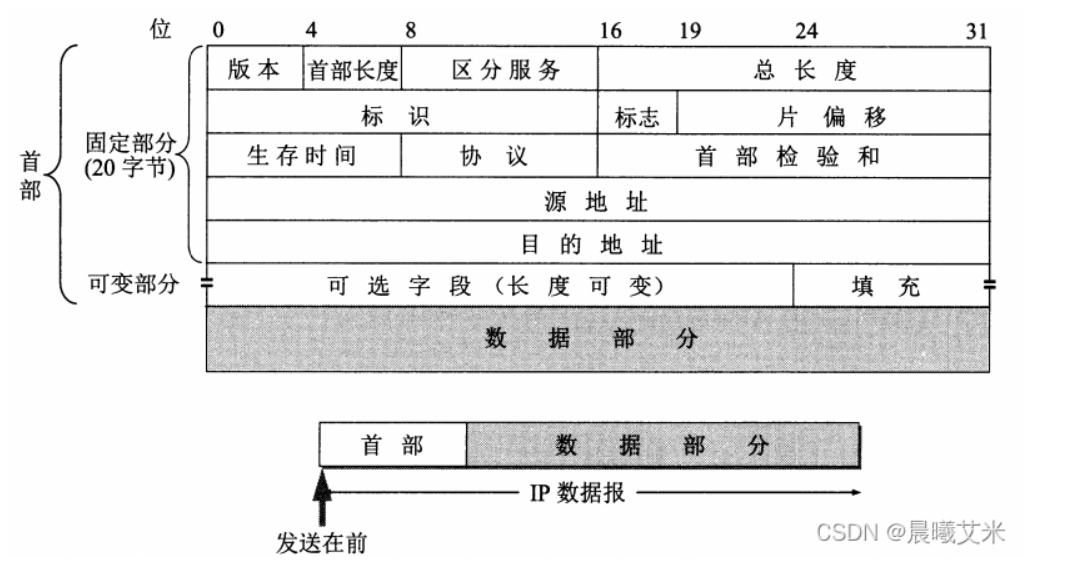 位 0 4 8 16 19 24 31
版本 首部长度 区分服务 总长度
标识 标志 片偏移
固定部分
(20 字节)
首部
生存时间 协议 首部检验和
源地址
目的地址
可变部分 可选字段（长度可变） 填充
数据部分
首部 数据部分
IP 数据报
发送在前
CSDN @晨曦艾米